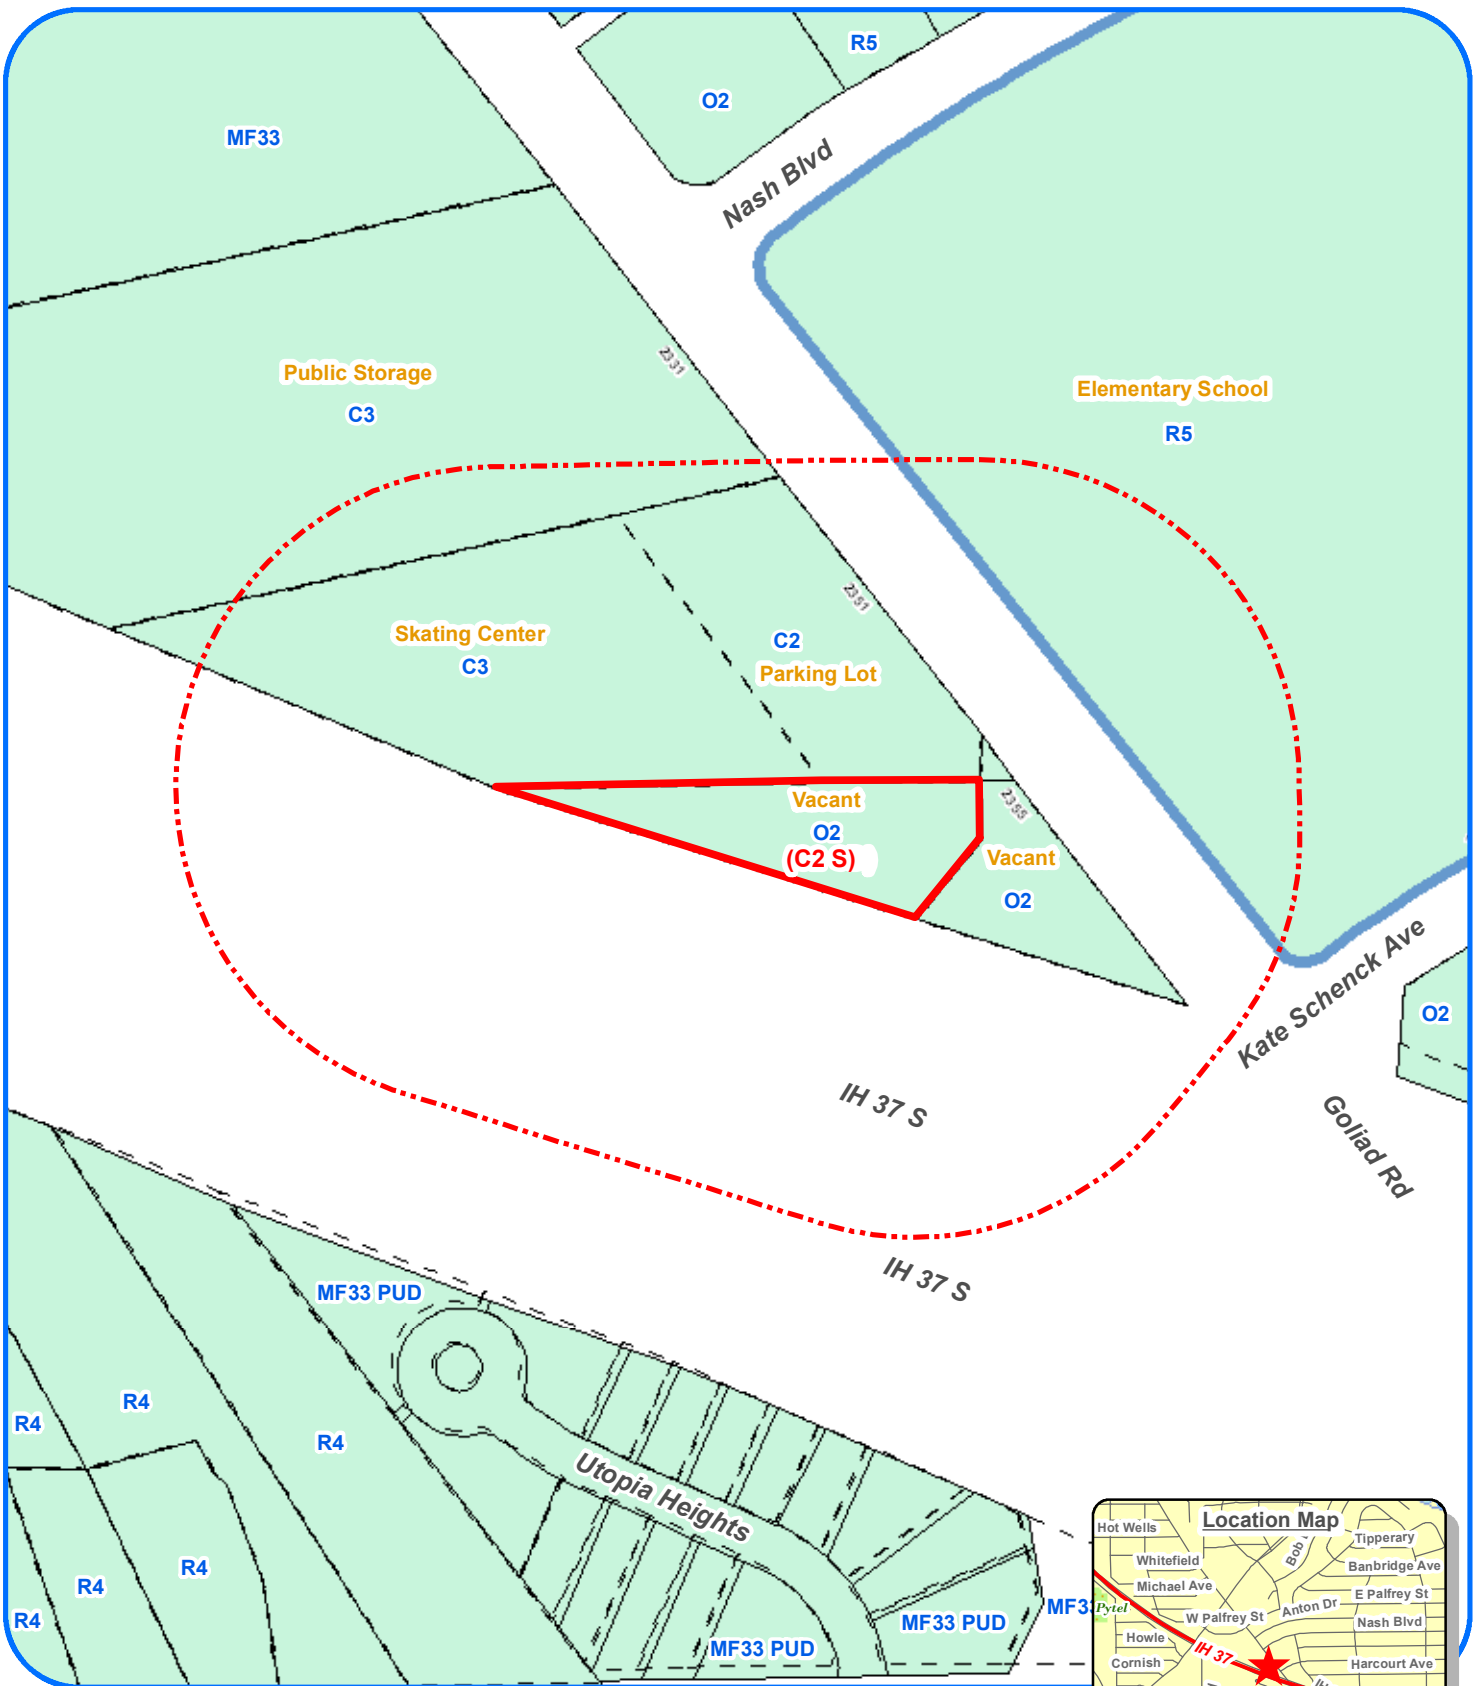 R5
O2
MF33
Nash Blvd
2331
Public Storage
C3
Elementary School
R5
2351
Skating Center
C3
C2
Parking Lot
Vacant
O2
(C2 S)
2355
Vacant
O2
Kate Schenck Ave
O2
IH 37 S
Goliad Rd
IH 37 S
MF33 PUD
R4
R4
R4
Utopia Heights
R4
R4
R4
MF33 PUD
MF33 PUD
Location Map
Hot Wells
Bob
Tipperary
Whitefield
Banbridge Ave
Michael Ave
E Palfrey St
Pytel
Anton Dr
W Palfrey St
Nash Blvd
Howle
IH 37
Cornish
Harcourt Ave